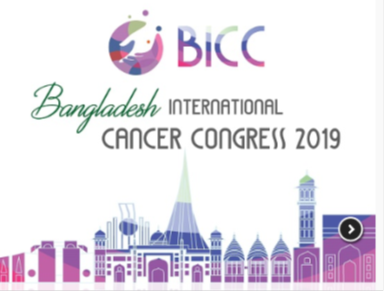 BICC
Bangladesh INTERNATIONAL
CANCER CONGRESS 2019